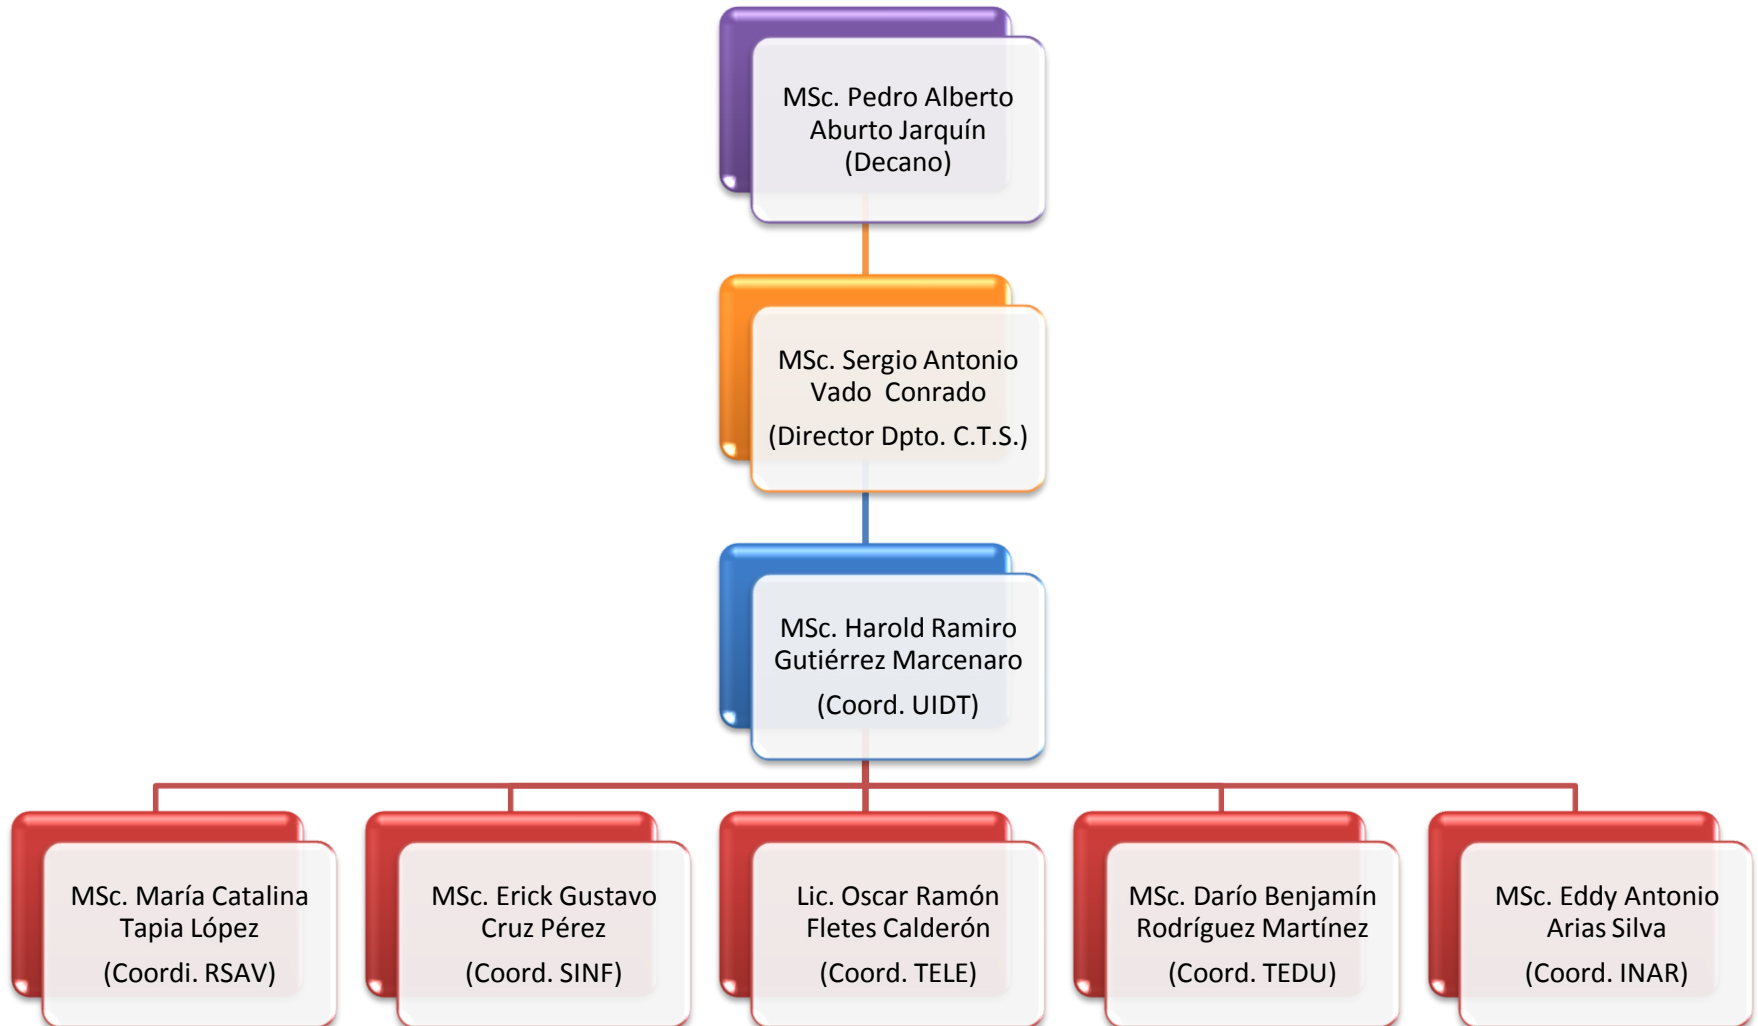 MSc. Pedro Alberto
Aburto Jarquín
(Decano)
MSc. Sergio Antonio
Vado  Conrado
(Director Dpto. C.T.S.)
MSc. Harold Ramiro
Gutiérrez Marcenaro
(Coord. UIDT)
MSc. María Catalina
Tapia López
(Coordi. RSAV)
MSc. Erick Gustavo
Cruz Pérez
(Coord. SINF)
Lic. Oscar Ramón
Fletes Calderón
(Coord. TELE)
MSc. Darío Benjamín
Rodríguez Martínez
(Coord. TEDU)
MSc. Eddy Antonio
Arias Silva
(Coord. INAR)